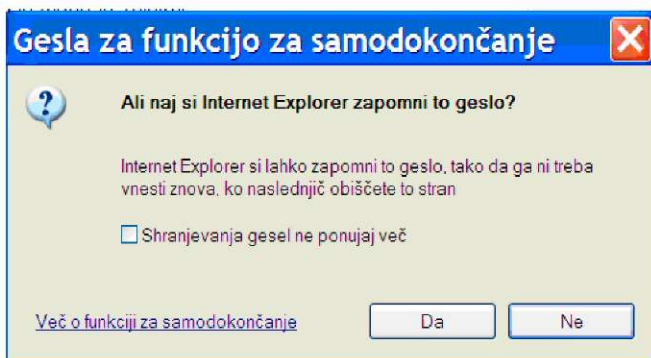 Gesla za funkcijo za samodokončanje
Ali naj si Internet Explorer zapomni to geslo?
Internet Explorer si lahko zapomni to geslo, tako da ga ni treba
vnesti znova, ko naslednjič obiščete to stran
Shranjevanja gesel ne ponujaj več
Več o funkciji za samodokončanje
Da
Ne